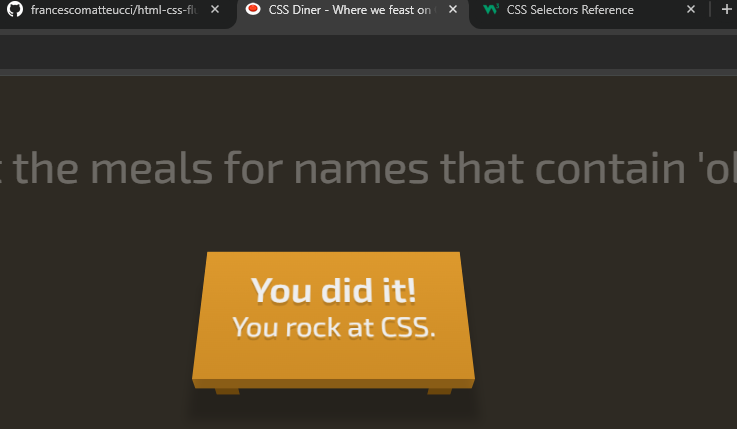 francescomatteucci/html-css-fl
CSS Diner - Where we feast on
CSS Selectors Reference
the meals for names that contain 'ol
You did it!
You rock at CSS.